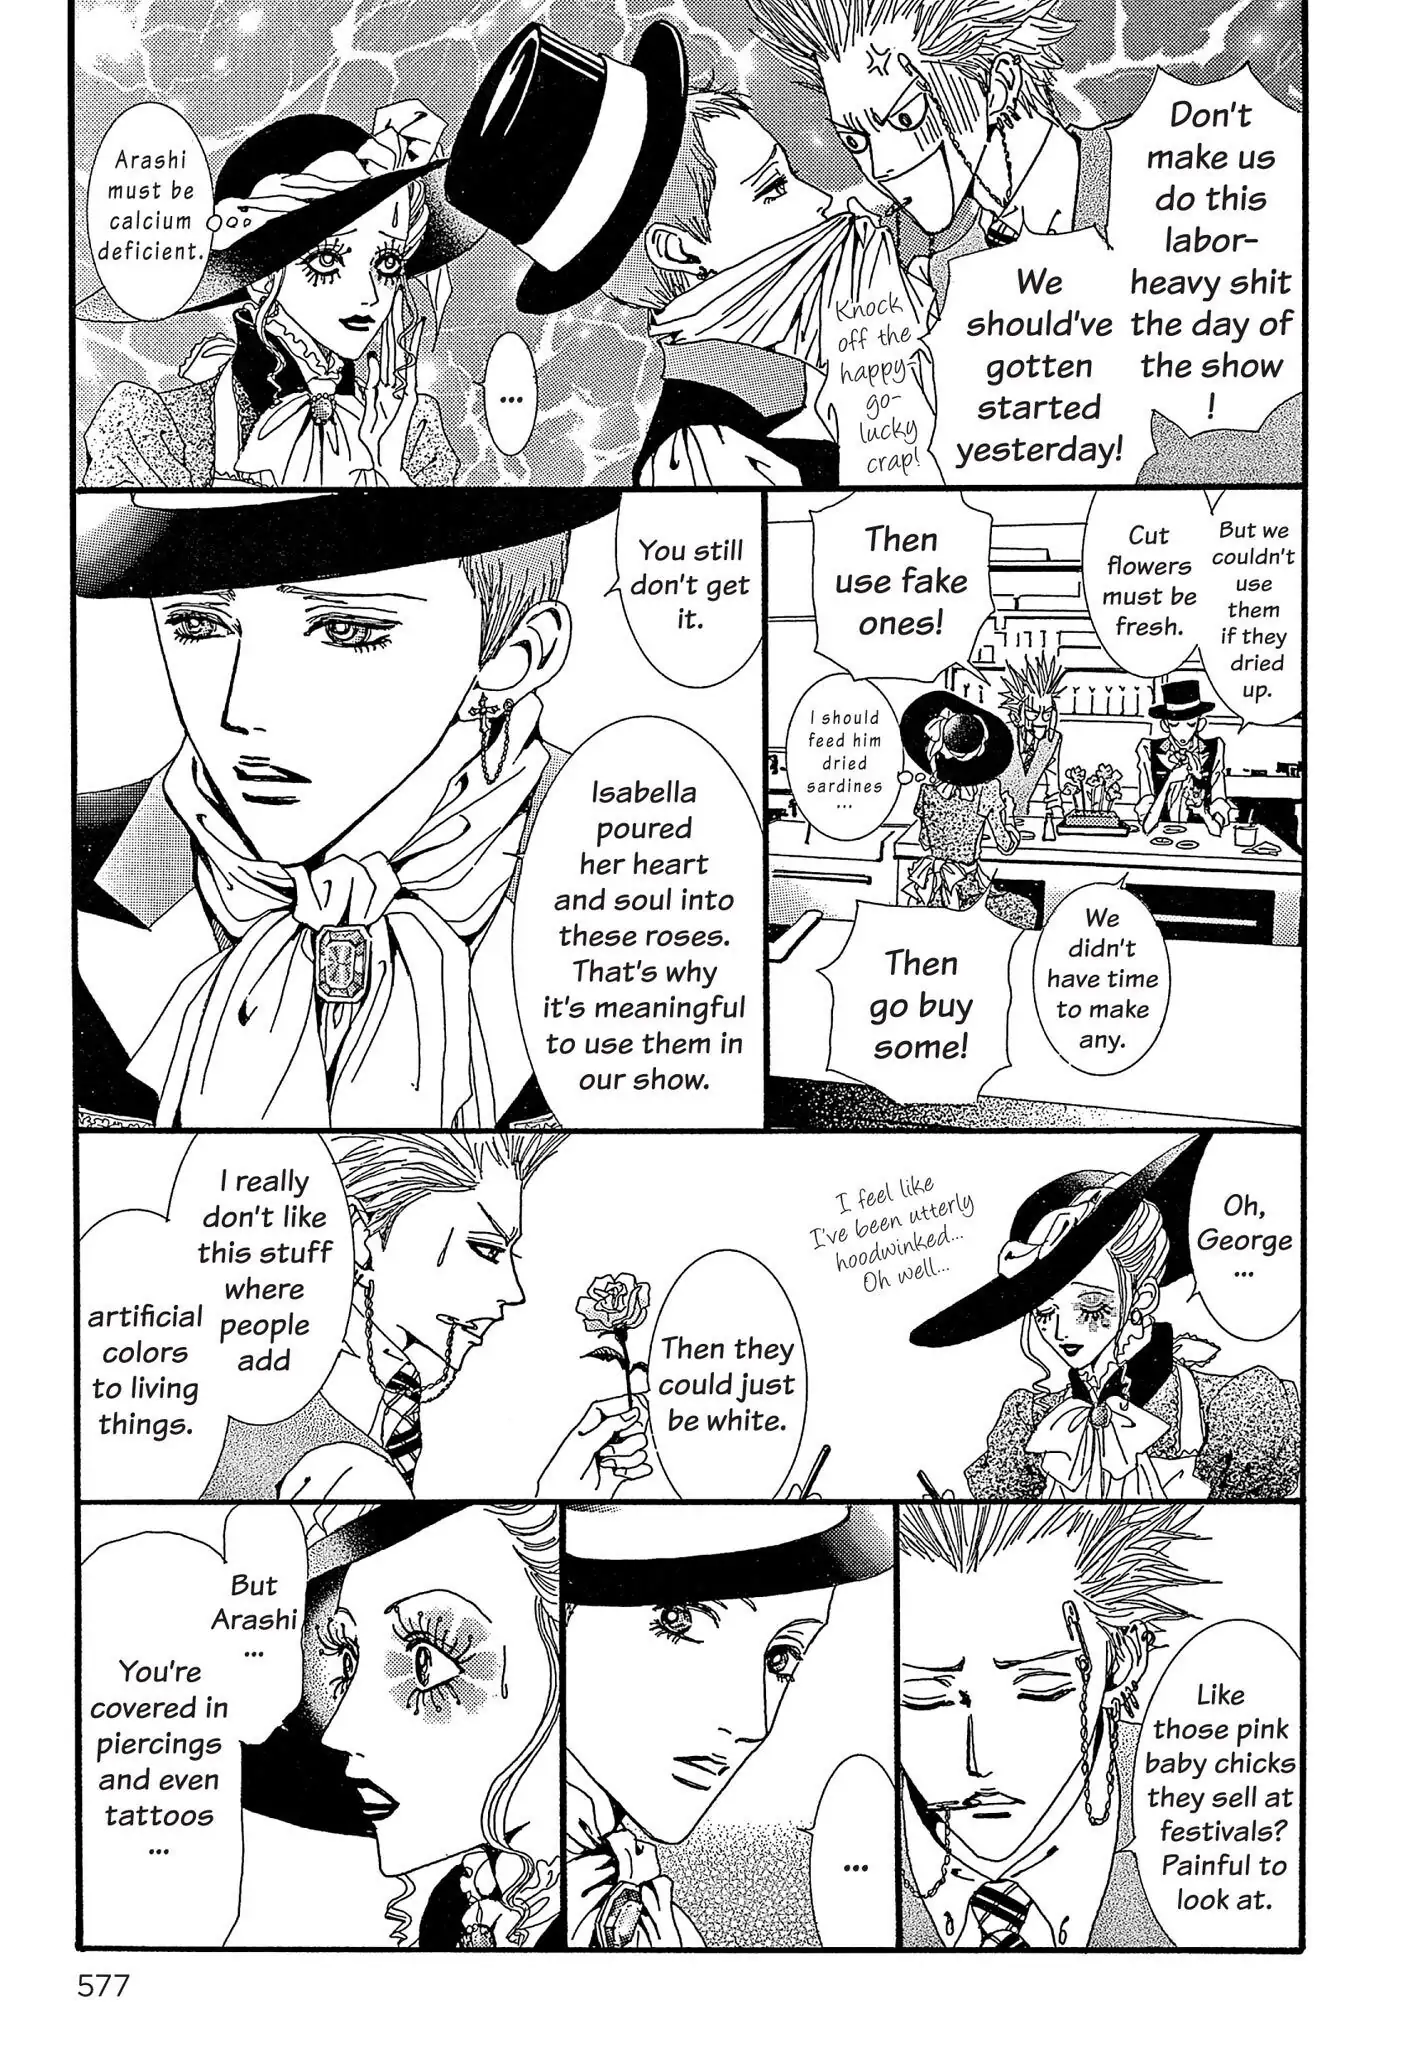 Don't
make us
do this
labor-
heavy shit
the day of
the show
!
We
should've
gotten
started
yesterday!
Knock
off the
happy-
go-
lucky
crap!
...
Arashi
must be
calcium
deficient.
But we
couldn't
use
them
if they
dried
up.
Cut
flowers
must be
fresh.
Then
use fake
ones!
I should
feed him
dried
sardines
...
We
didn't
have time
to make
any.
Then
go buy
some!
You still
don't get
it.
Isabella
poured
her heart
and soul into
these roses.
That's why
it's meaningful
to use them in
our show.
Oh,
George
...
I feel like
I've been utterly
hoodwinked...
Oh well...
Then they
could just
be white.
I really
don't like
this stuff
where
people
add
artificial
colors
to living
things.
Like
those pink
baby chicks
they sell at
festivals?
Painful to
look at.
...
But
Arashi
...
You're
covered in
piercings
and even
tattoos
...
577